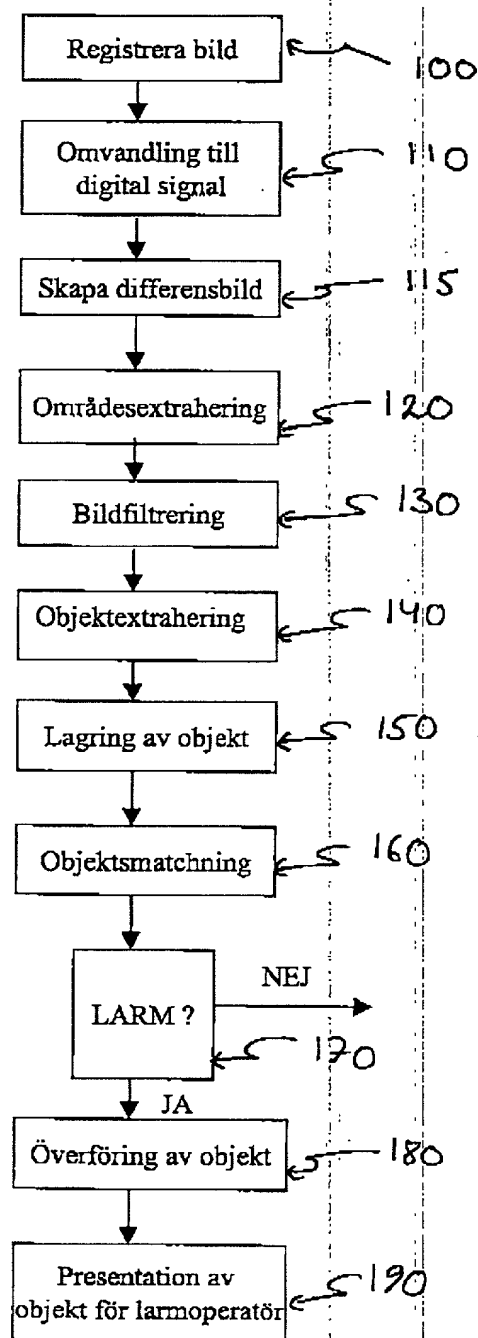 Registrera bild
100
Omvandling till
digital signal
110
Skapa differensbild
115
Områdesextrahering
120
Bildfiltrering
130
Objektextrahering
140
Lagring av objekt
150
Objektsmatchning
160
LARM ?
NEJ
170
JA
Överföring av objekt
180
Presentation av
objekt för larmoperatör
190